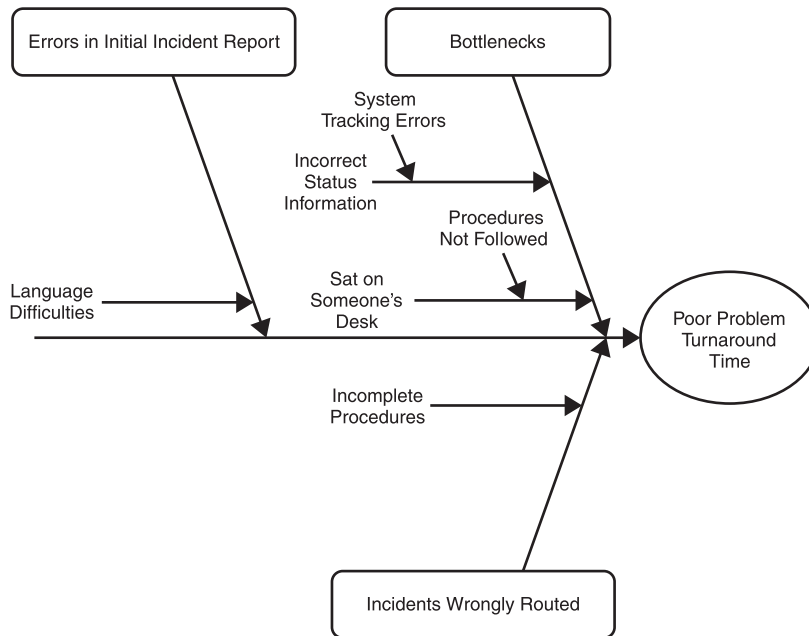 Errors in Initial Incident Report
Bottlenecks
System
Tracking Errors
Incorrect
Status
Information
Procedures
Not Followed
Language
Difficulties
Sat on
Someone's
Desk
Poor Problem
Turnaround
Time
Incomplete
Procedures
Incidents Wrongly Routed